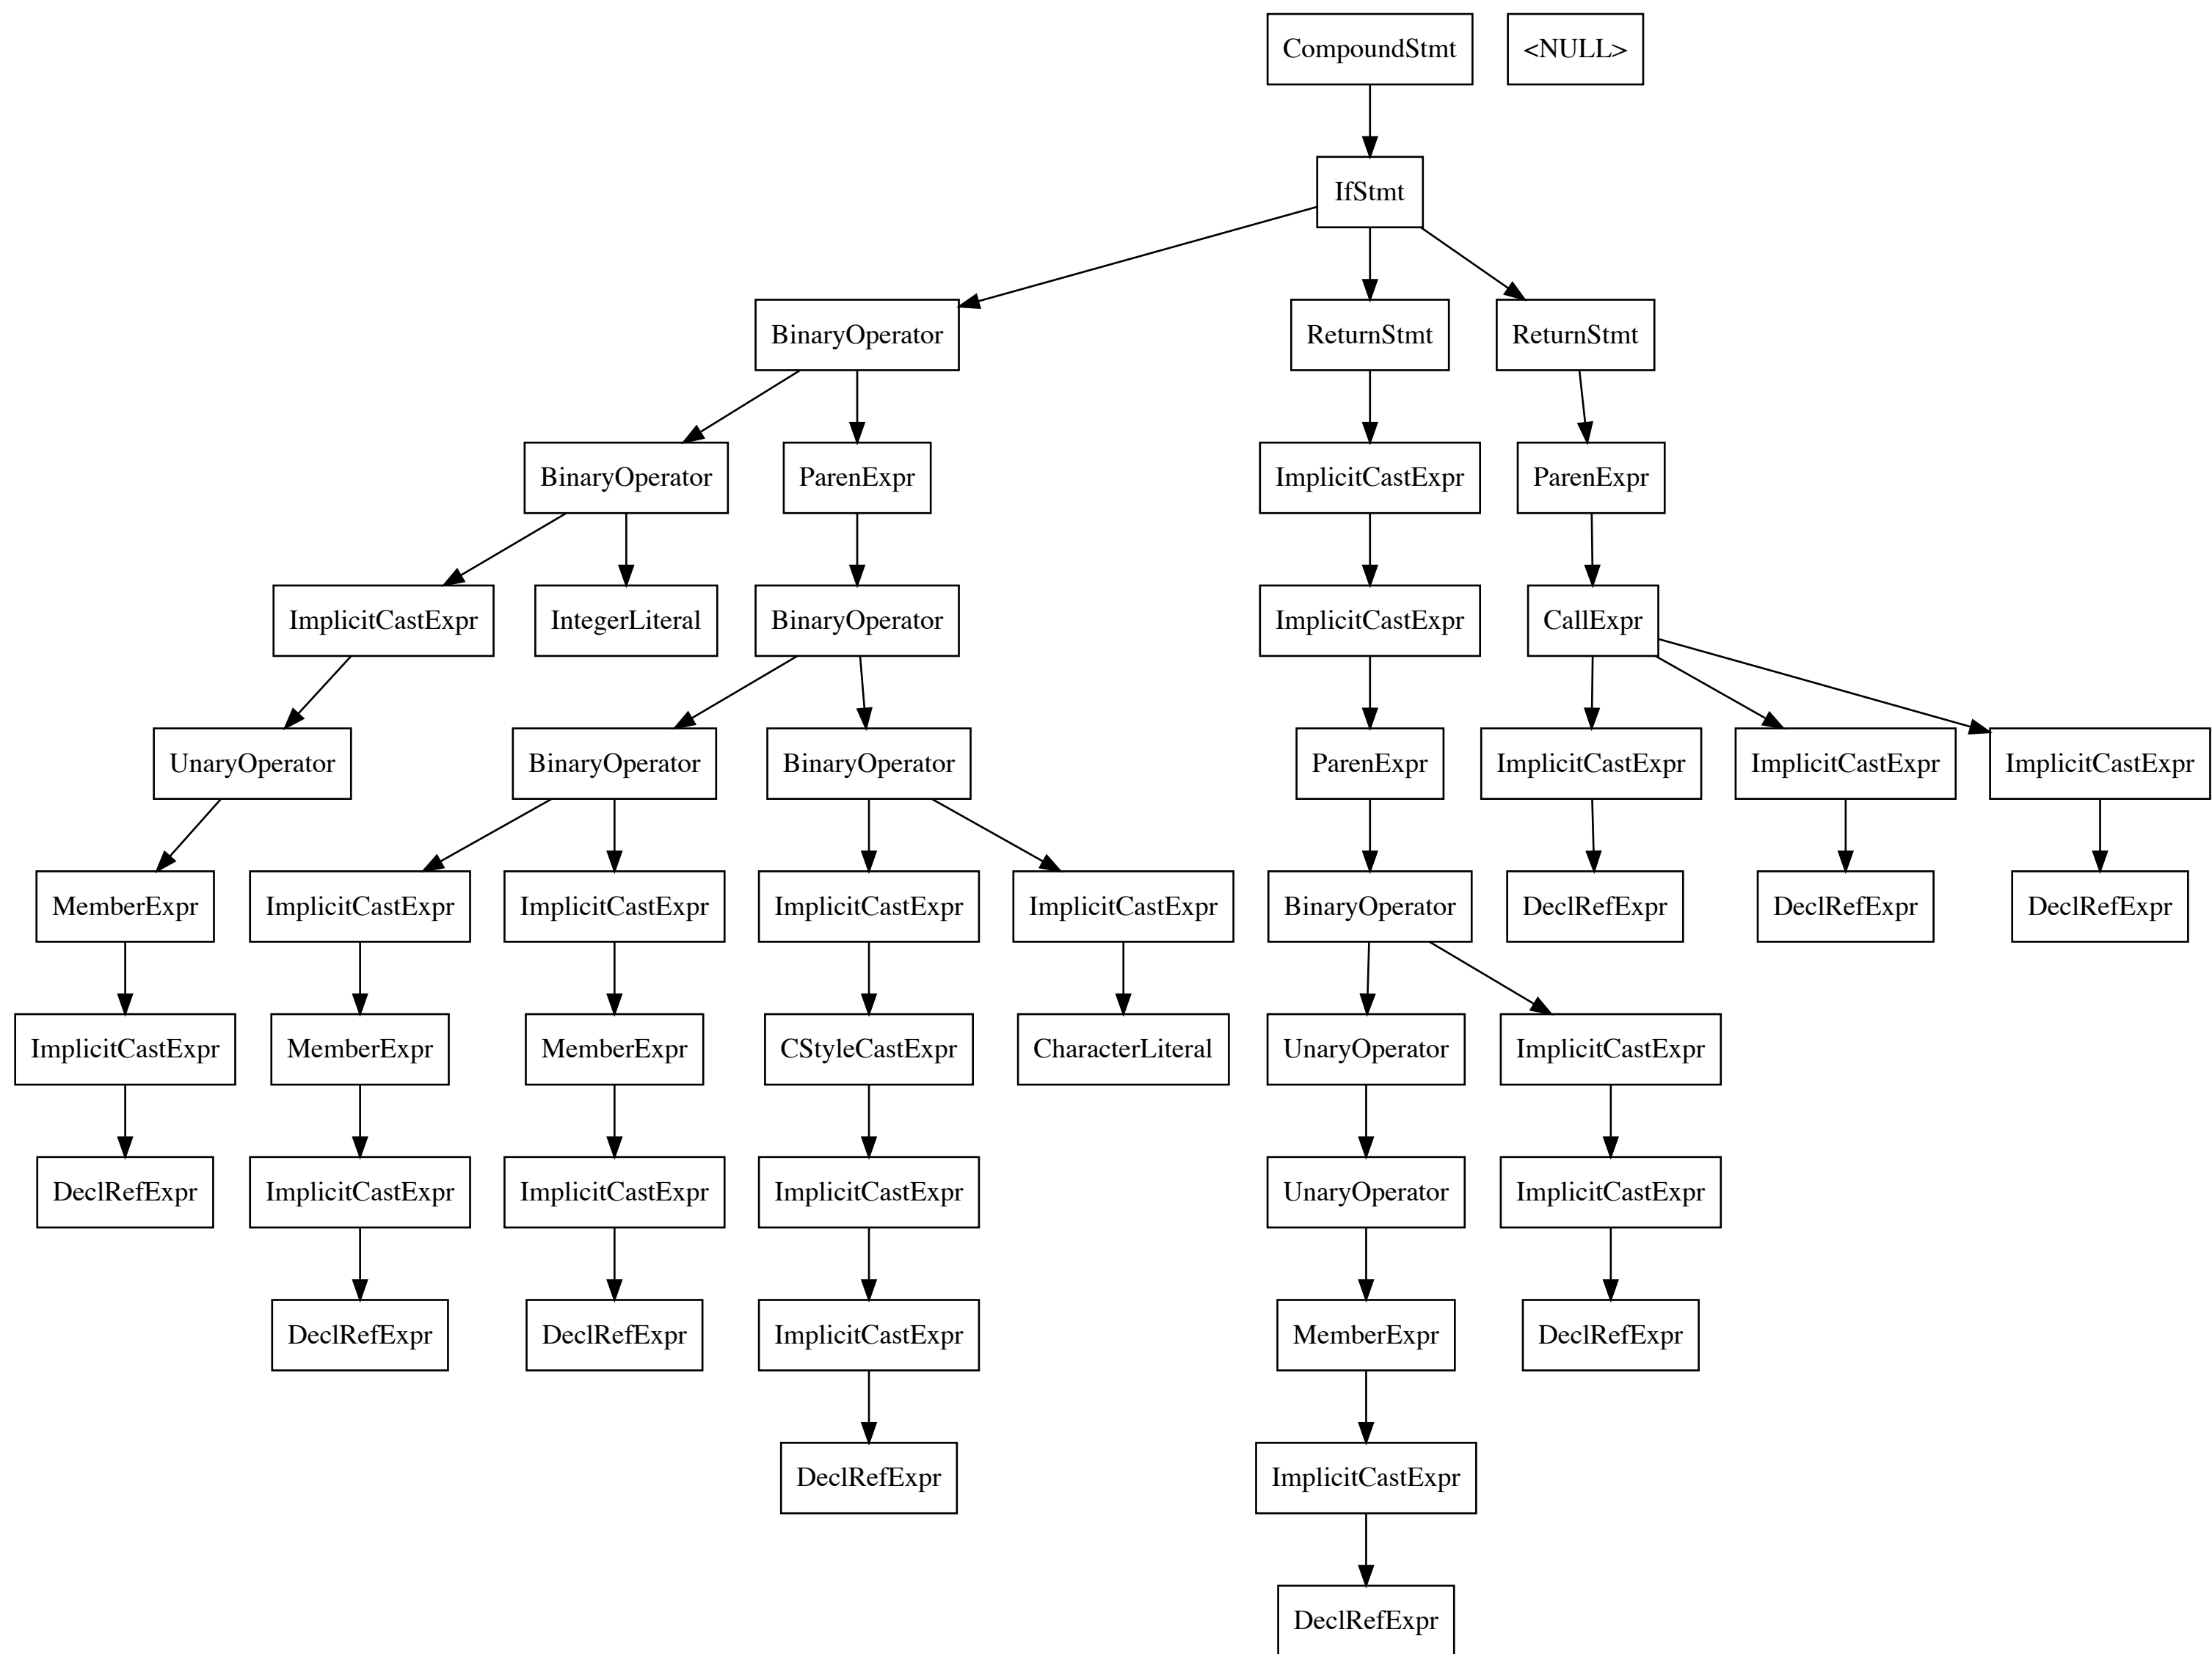 CompoundStmt <NULL>
IfStmt
BinaryOperator ReturnStmt ReturnStmt
BinaryOperator ParenExpr ImplicitCastExpr ParenExpr
ImplicitCastExpr IntegerLiteral BinaryOperator ImplicitCastExpr CallExpr
UnaryOperator BinaryOperator BinaryOperator ParenExpr ImplicitCastExpr ImplicitCastExpr ImplicitCastExpr
MemberExpr ImplicitCastExpr ImplicitCastExpr ImplicitCastExpr ImplicitCastExpr BinaryOperator DeclRefExpr DeclRefExpr DeclRefExpr
ImplicitCastExpr MemberExpr MemberExpr CStyleCastExpr CharacterLiteral UnaryOperator ImplicitCastExpr
DeclRefExpr ImplicitCastExpr ImplicitCastExpr ImplicitCastExpr UnaryOperator ImplicitCastExpr
DeclRefExpr DeclRefExpr ImplicitCastExpr MemberExpr DeclRefExpr
DeclRefExpr ImplicitCastExpr
DeclRefExpr